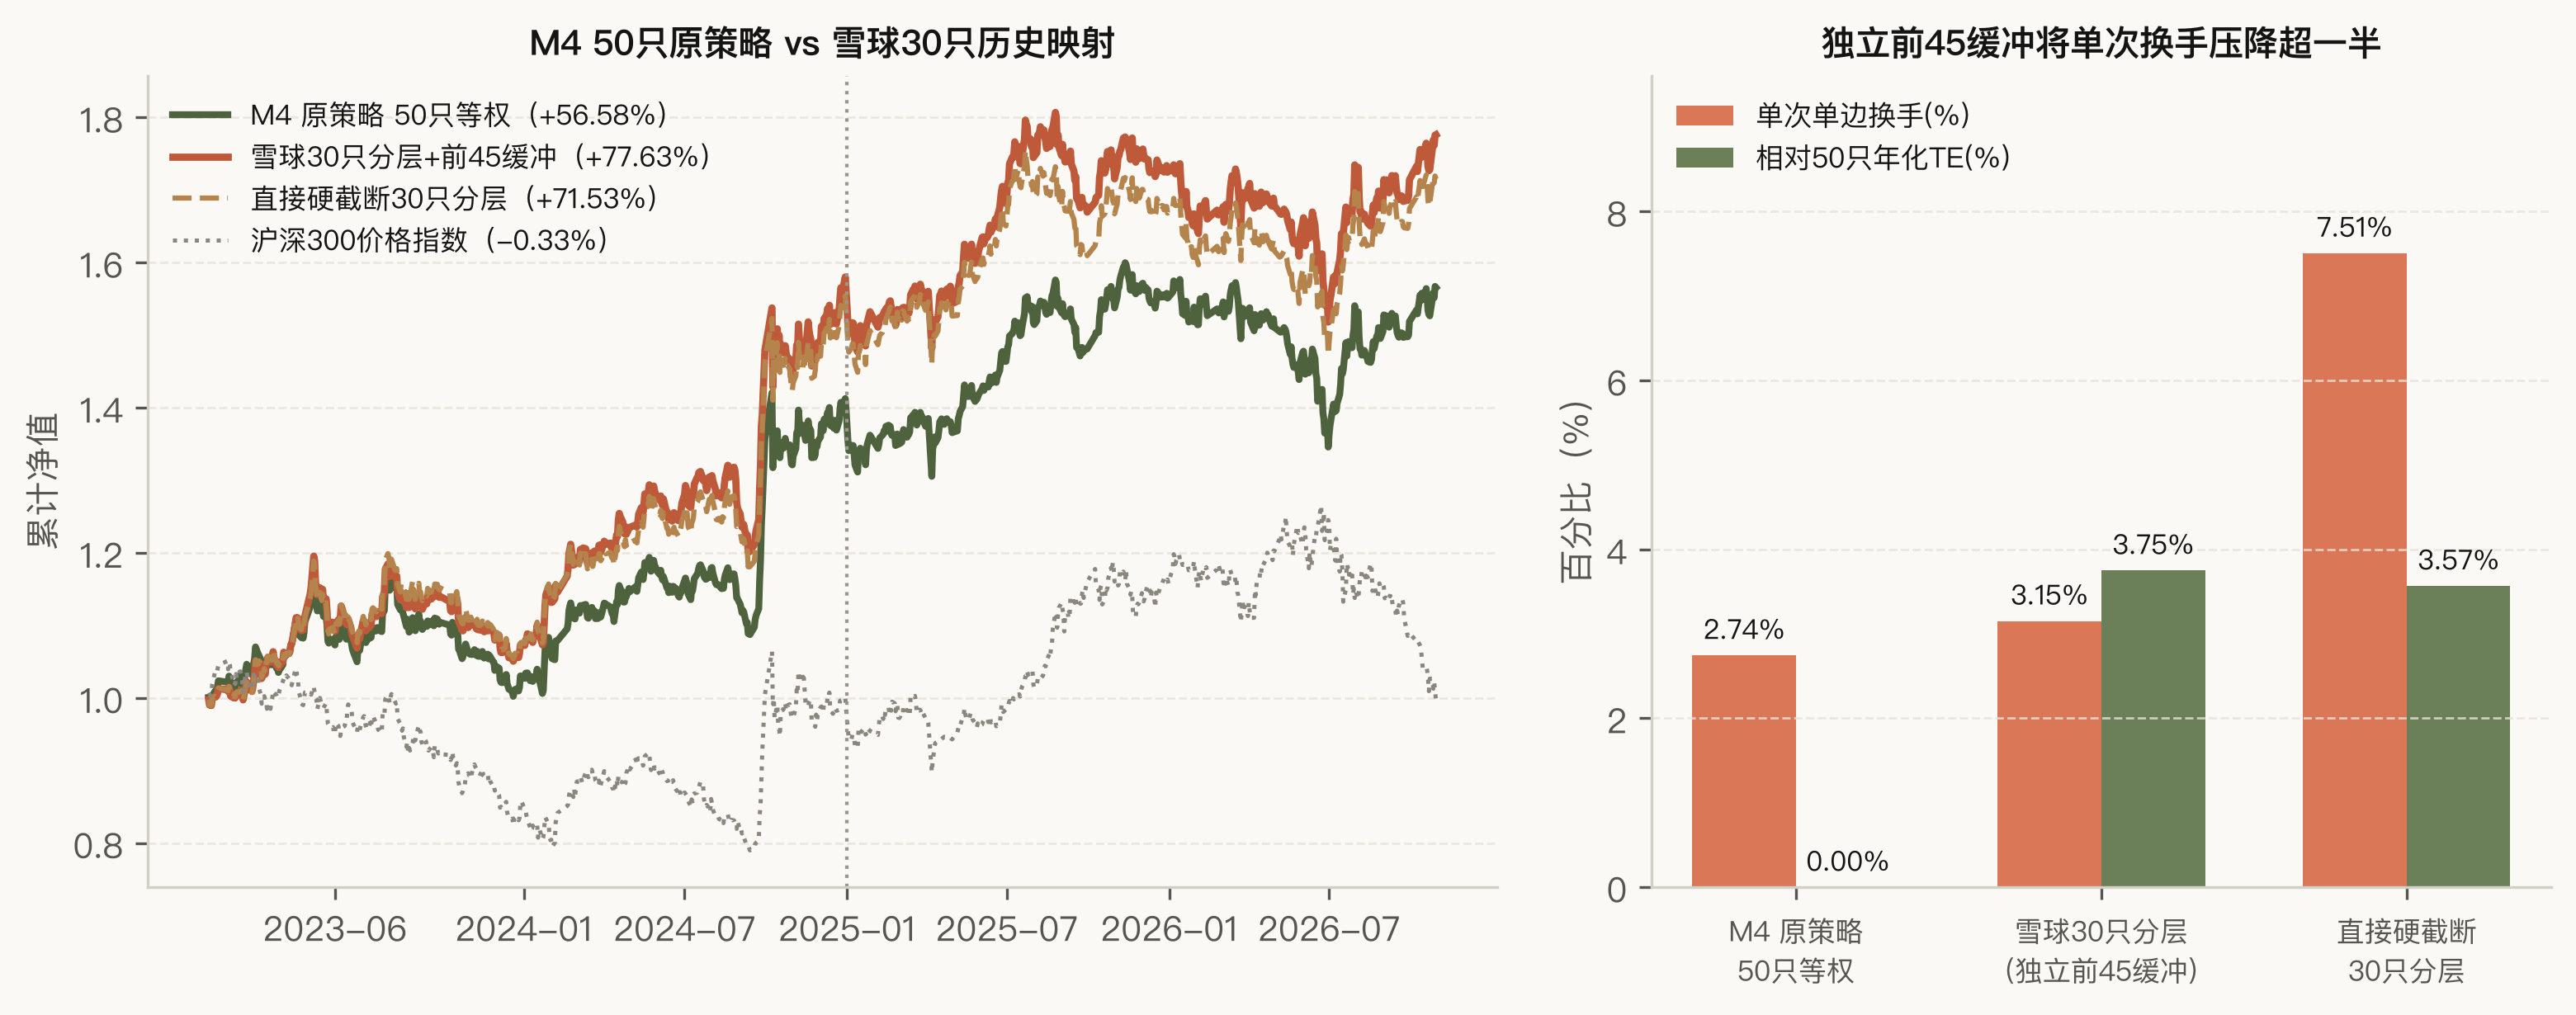 M4 50只原策略 vs 雪球30只历史映射
M4 原策略 50只等权（+56.58%）
雪球30只分层+前45缓冲（+77.63%）
直接硬截断30只分层（+71.53%）
沪深300价格指数（−0.33%）
累计净值
1.8
1.6
1.4
1.2
1.0
0.8
2023−06
2024−01
2024−07
2025−01
2025−07
2026−01
2026−07
独立前45缓冲将单次换手压降超一半
单次单边换手(%)
相对50只年化TE(%)
百分比（%）
8
6
4
2
0
2.74%
0.00%
3.15%
3.75%
7.51%
3.57%
M4 原策略
50只等权
雪球30只分层
(独立前45缓冲)
直接硬截断
30只分层